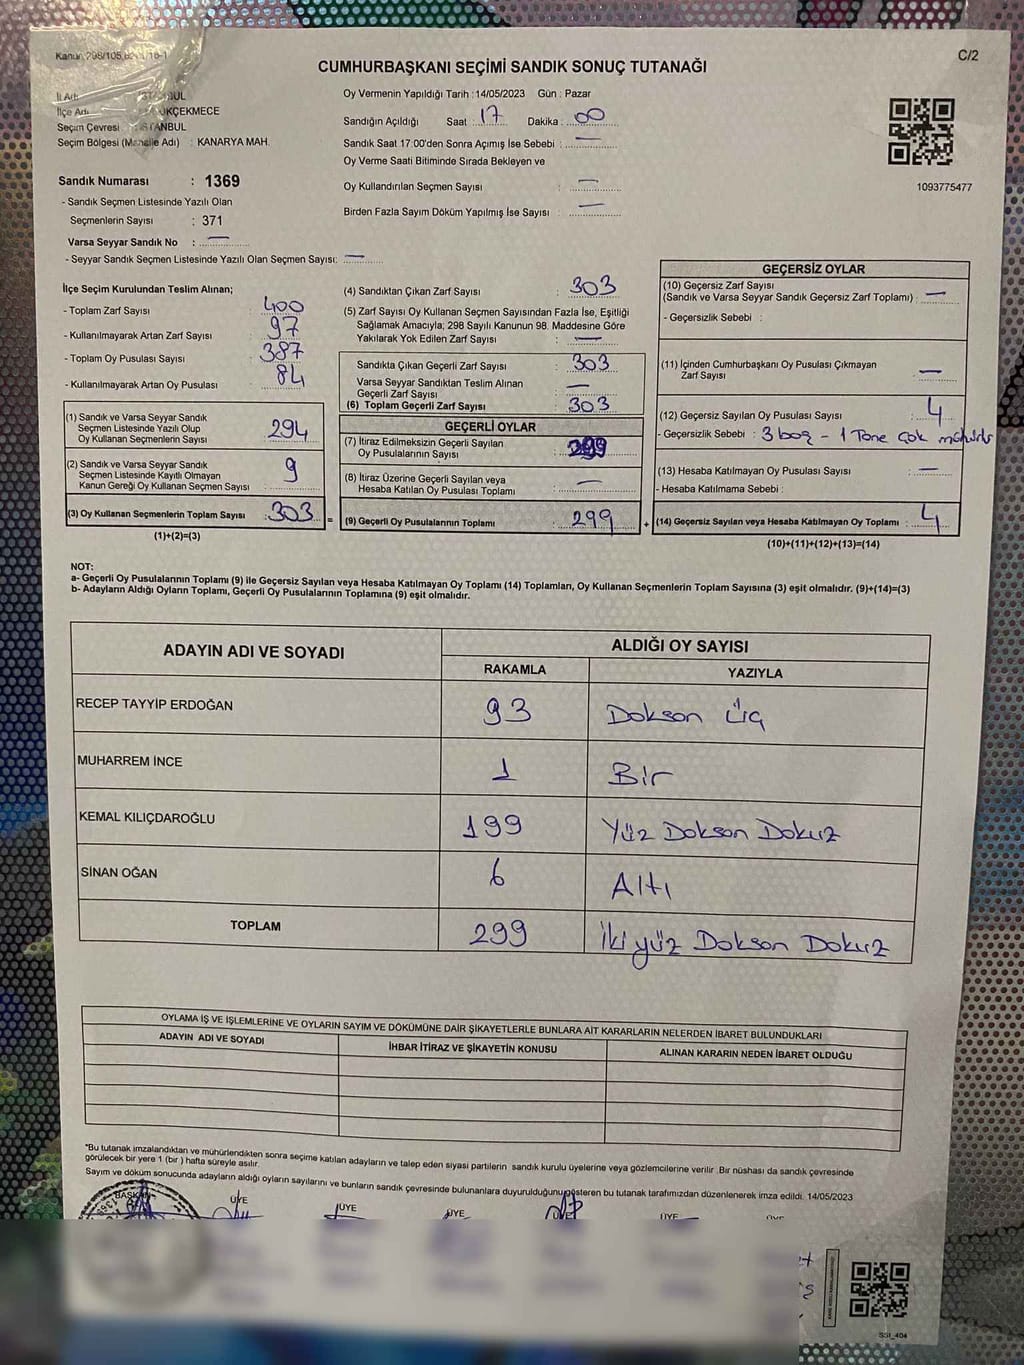 C/2
CUMHURBAŞKANI SEÇİMİ SANDIK SONUÇ TUTANAĞI
İlçe Adı
Seçim Çevresi : İSTANBUL
Seçim Bölgesi (Mahalle Adı) : KANARYA MAH.
Sandık Numarası : 1369
- Sandık Seçmen Listesinde Yazılı Olan
Seçmenlerin Sayısı : 371
Varsa Seyyar Sandık No : —
- Seyyar Sandık Seçmen Listesinde Yazılı Olan Seçmen Sayısı: —
Oy Vermenin Yapıldığı Tarih : 14/05/2023 Gün : Pazar
Sandığın Açıldığı Saat : 17 Dakika : 00
Sandık Saat 17:00'den Sonra Açımış İse Sebebi : —
Oy Verme Saati Bitiminde Sırada Bekleyen ve
Oy Kullandırılan Seçmen Sayısı : —
Birden Fazla Sayım Döküm Yapılmış İse Sayısı : —
1093775477
İlçe Seçim Kurulundan Teslim Alınan;
- Toplam Zarf Sayısı : 400
- Kullanılmayarak Artan Zarf Sayısı : 97
- Toplam Oy Pusulası Sayısı : 387
- Kullanılmayarak Artan Oy Pusulası : 84
(1) Sandık ve Varsa Seyyar Sandık
Seçmen Listesinde Yazılı Olup
Oy Kullanan Seçmenlerin Sayısı : 294
(2) Sandık ve Varsa Seyyar Sandık
Seçmen Listesinde Kayıtlı Olmayan
Kanun Gereği Oy Kullanan Seçmen Sayısı : 9
(3) Oy Kullanan Seçmenlerin Toplam Sayısı : 303 =
(1)+(2)=(3)
(4) Sandıktan Çıkan Zarf Sayısı : 303
(5) Zarf Sayısı Oy Kullanan Seçmen Sayısından Fazla İse, Eşitliği
Sağlamak Amacıyla; 298 Sayılı Kanunun 98. Maddesine Göre
Yakılarak Yok Edilen Zarf Sayısı : —
Sandıkta Çıkan Geçerli Zarf Sayısı : 303
Varsa Seyyar Sandıktan Teslim Alınan
Geçerli Zarf Sayısı : —
(6) Toplam Geçerli Zarf Sayısı : 303
GEÇERLİ OYLAR
(7) İtiraz Edilmeksizin Geçerli Sayılan
Oy Pusulalarının Sayısı : 299
(8) İtiraz Üzerine Geçerli Sayılan veya
Hesaba Katılan Oy Pusulası Toplamı : —
(9) Geçerli Oy Pusulalarının Toplamı : 299 +
GEÇERSİZ OYLAR
(10) Geçersiz Zarf Sayısı
(Sandık ve Varsa Seyyar Sandık Geçersiz Zarf Toplamı) : —
- Geçersizlik Sebebi :
(11) İçinden Cumhurbaşkanı Oy Pusulası Çıkmayan
Zarf Sayısı : —
(12) Geçersiz Sayılan Oy Pusulası Sayısı : 4
- Geçersizlik Sebebi : 3 boş - 1 Tane çok mühürlü
(13) Hesaba Katılmayan Oy Pusulası Sayısı : —
- Hesaba Katılmama Sebebi :
(14) Geçersiz Sayılan veya Hesaba Katılmayan Oy Toplamı : 4
(10)+(11)+(12)+(13)=(14)
NOT:
a- Geçerli Oy Pusulalarının Toplamı (9) ile Geçersiz Sayılan veya Hesaba Katılmayan Oy Toplamı (14) Toplamları, Oy Kullanan Seçmenlerin Toplam Sayısına (3) eşit olmalıdır. (9)+(14)=(3)
b- Adayların Aldığı Oyların Toplamı, Geçerli Oy Pusulalarının Toplamına (9) eşit olmalıdır.
ADAYIN ADI VE SOYADI ALDIĞI OY SAYISI
RAKAMLA YAZIYLA
RECEP TAYYİP ERDOĞAN 93 Dokson Üç
MUHARREM İNCE 1 Bir
KEMAL KILIÇDAROĞLU 199 Yüz Dokson Dokuz
SİNAN OĞAN 6 Altı
TOPLAM 299 İki yüz Dokson Dokuz
OYLAMA İŞ VE İŞLEMLERİNE VE OYLARIN SAYIM VE DÖKÜMÜNE DAİR ŞİKAYETLERLE BUNLARA AİT KARARLARIN NELERDEN İBARET BULUNDUKLARI
ADAYIN ADI VE SOYADI İHBAR İTİRAZ VE ŞİKAYETİN KONUSU ALINAN KARARIN NEDEN İBARET OLDUĞU
*Bu tutanak imzalandıktan ve mühürlendikten sonra seçime katılan adayların ve talep eden siyasi partilerin sandık kurulu üyelerine veya gözlemcilerine verilir .Bir nüshası da sandık çevresinde
görülecek bir yere 1 (bir ) hafta süreyle asılır.
Sayım ve döküm sonucunda adayların aldığı oyların sayılarını ve bunların sandık çevresinde bulunanlara duyurulduğunu gösteren bu tutanak tarafımızdan düzenlenerek imza edildi. 14/05/2023
BAŞKAN ÜYE ÜYE ÜYE ÜYE ÜYE ÜYE
SSI_404